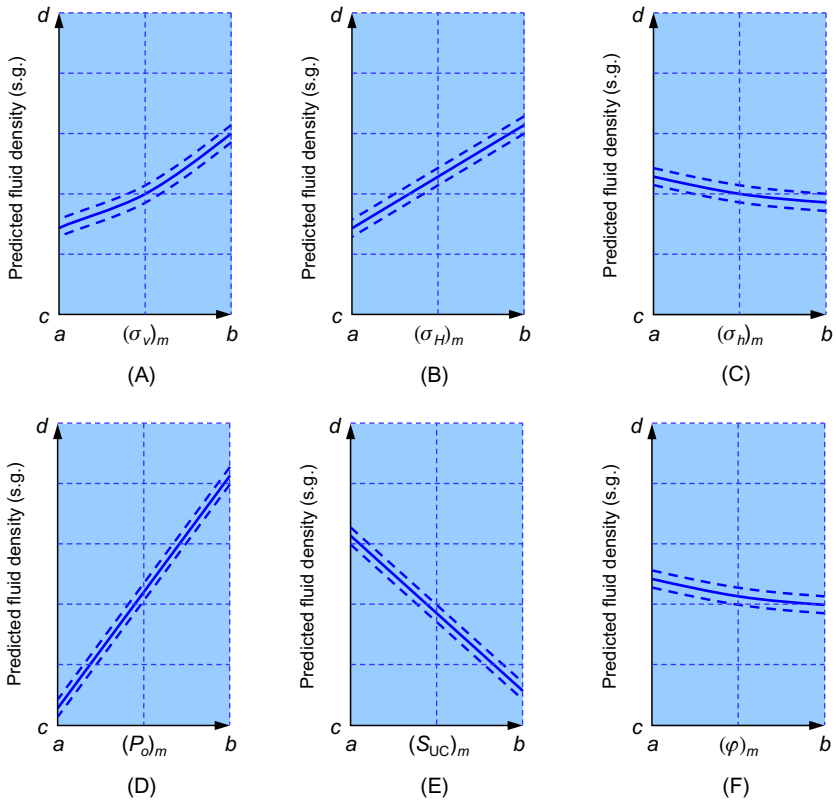 d
Predicted fluid density (s.g.)
c
a
(σv)m
b
(A)
d
Predicted fluid density (s.g.)
c
a
(σH)m
b
(B)
d
Predicted fluid density (s.g.)
c
a
(σh)m
b
(C)
d
Predicted fluid density (s.g.)
c
a
(Po)m
b
(D)
d
Predicted fluid density (s.g.)
c
a
(SUC)m
b
(E)
d
Predicted fluid density (s.g.)
c
a
(φ)m
b
(F)